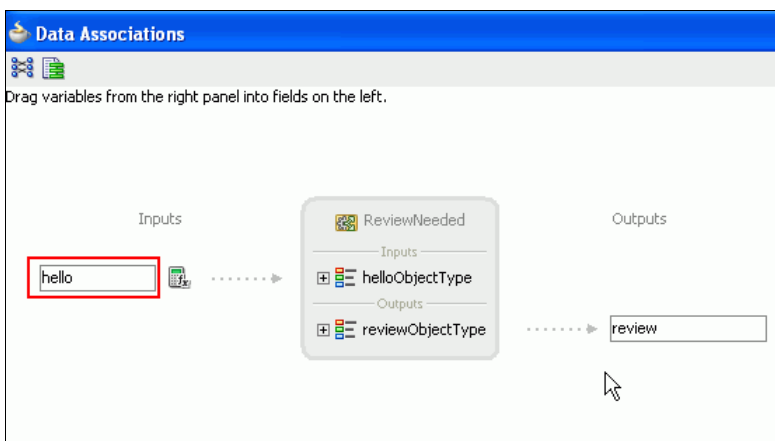 Data Associations
Drag variables from the right panel into fields on the left.
Inputs
ReviewNeeded
Outputs
Inputs
hello
helloObjectType
Outputs
reviewObjectType
review